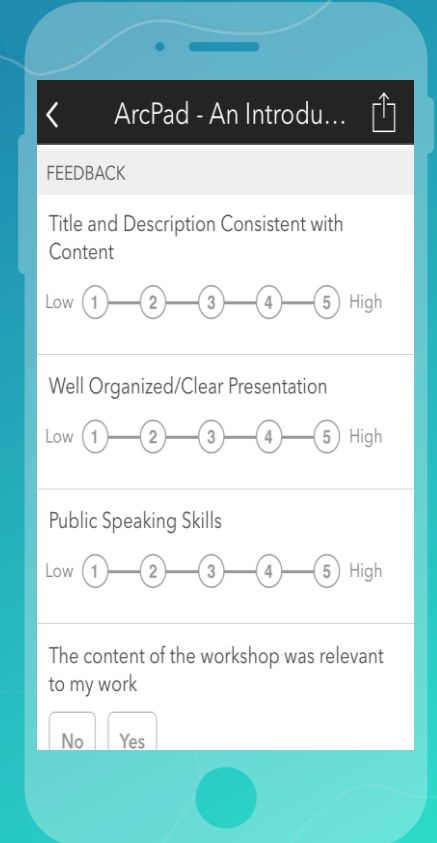 ArcPad - An Introdu...
FEEDBACK
Title and Description Consistent with
Content
Low 1 2 3 4 5 High
Well Organized/Clear Presentation
Low 1 2 3 4 5 High
Public Speaking Skills
Low 1 2 3 4 5 High
The content of the workshop was relevant
to my work
No Yes